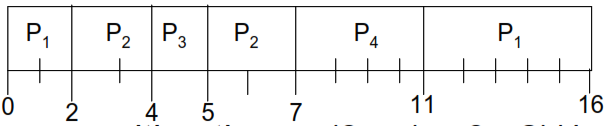 P₁ P₂ P₃ P₂ P₄ P₁
0 2 4 5 7 11 16